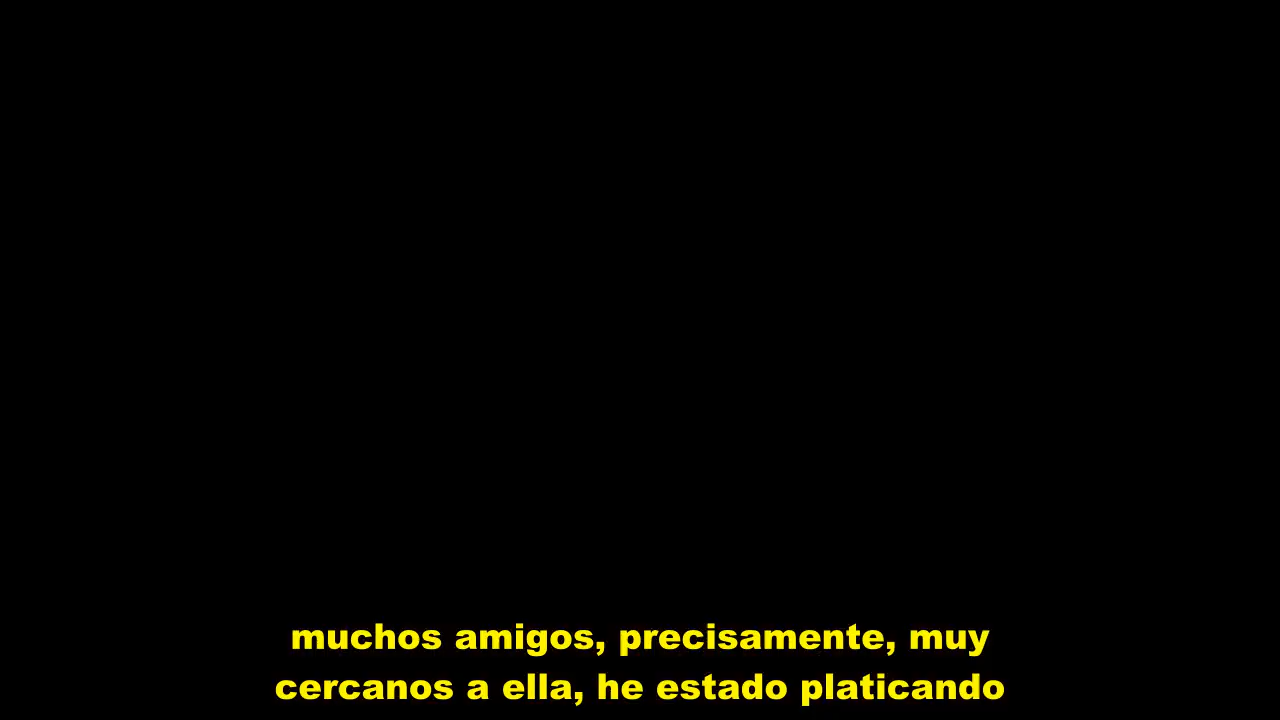 muchos amigos, precisamente, muy
cercanos a ella, he estado platicando